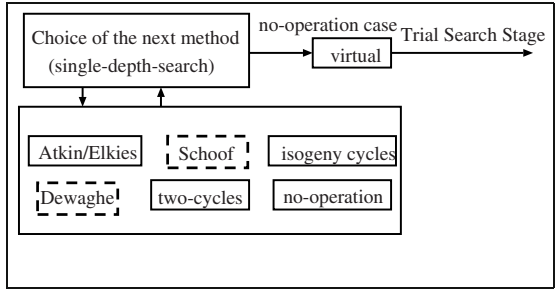 no-operation case
Choice of the next method
(single-depth-search)
virtual
Trial Search Stage
Atkin/Elkies
Schoof
isogeny cycles
Dewaghe
two-cycles
no-operation